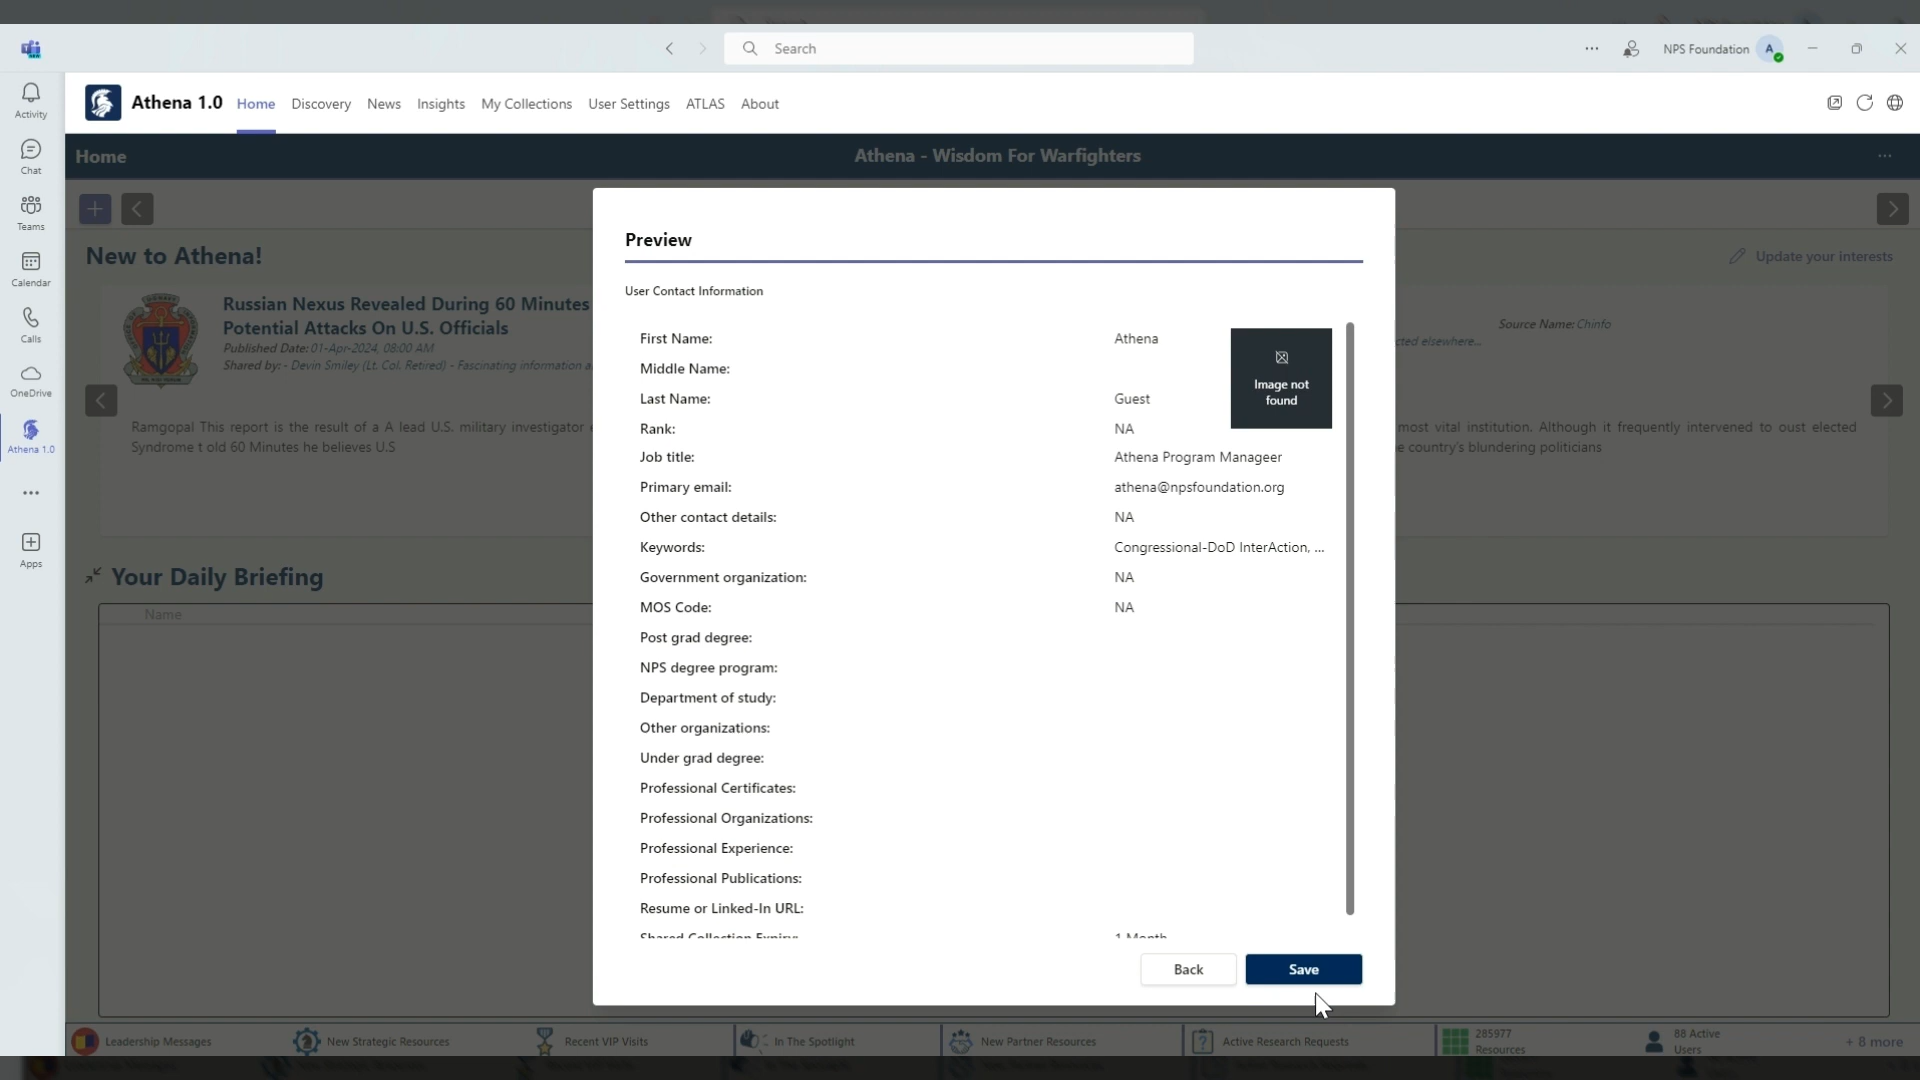 Search
NPS Foundation
A
Activity
Chat
Teams
Calendar
Calls
OneDrive
Athena 1.0
Apps
Athena 1.0
Home
Discovery
News
Insights
My Collections
User Settings
ATLAS
About
Home
Athena - Wisdom For Warfighters
New to Athena!
Update your interests
Russian Nexus Revealed During 60 Minutes
Potential Attacks On U.S. Officials
Published Date: 01-Apr-2024, 08:00 AM
Shared by: - Devin Smiley (Lt. Col. Retired) - Fascinating information a
Ramgopal This report is the result of a A lead U.S. military investigator
Syndrome t old 60 Minutes he believes U.S
Source Name: Chinfo
cted elsewhere...
most vital institution. Although it frequently intervened to oust elected
e country's blundering politicians
Your Daily Briefing
Name
Preview
User Contact Information
First Name: Athena
Middle Name:
Last Name: Guest
Rank: NA
Job title: Athena Program Manageer
Primary email: athena@npsfoundation.org
Other contact details: NA
Keywords: Congressional-DoD InterAction, ...
Government organization: NA
MOS Code: NA
Post grad degree:
NPS degree program:
Department of study:
Other organizations:
Under grad degree:
Professional Certificates:
Professional Organizations:
Professional Experience:
Professional Publications:
Resume or Linked-In URL:
Shared Collection Expiry: 1 Month
Image not
found
Back
Save
Leadership Messages
New Strategic Resources
Recent VIP Visits
In The Spotlight
New Partner Resources
Active Research Requests
285977
Resources
88 Active
Users
+ 8 more